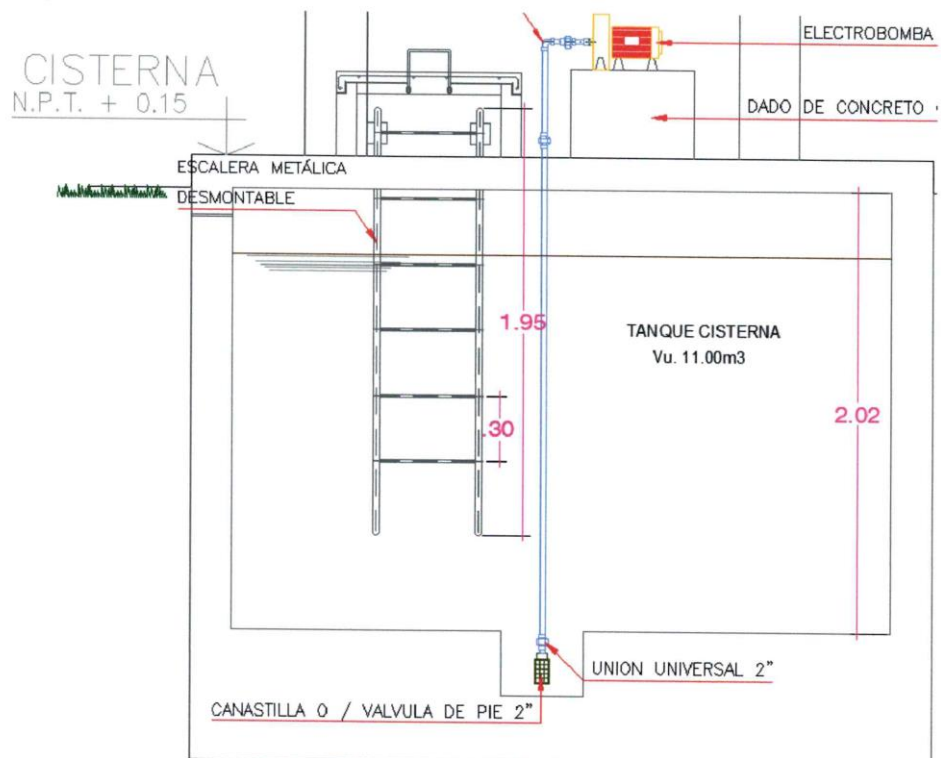 ELECTROBOMBA
CISTERNA
N.P.T. + 0.15
DADO DE CONCRETO
ESCALERA METÁLICA
DESMONTABLE
1.95
TANQUE CISTERNA
Vu. 11.00m3
.30
2.02
UNION UNIVERSAL 2"
CANASTILLA O / VALVULA DE PIE 2"